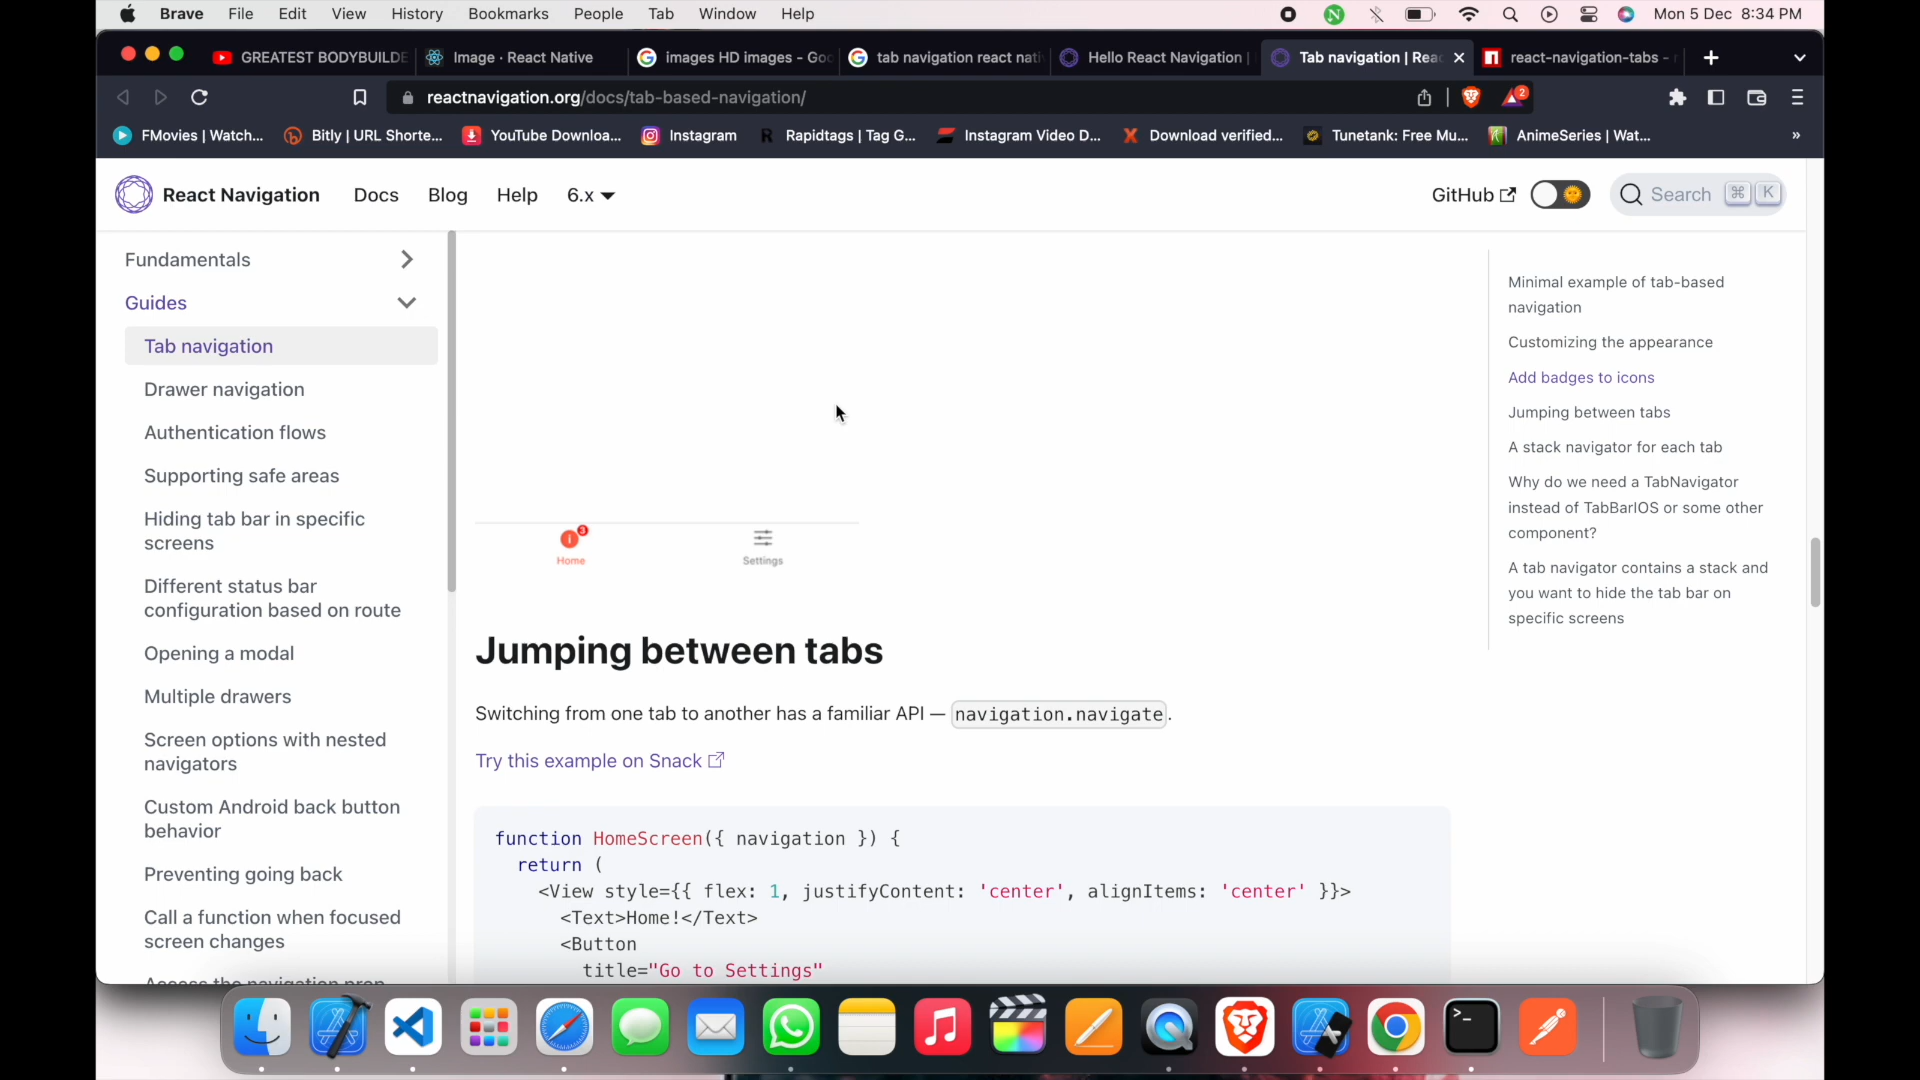 Brave File Edit View History Bookmarks People Tab Window Help Mon 5 Dec 8:34 PM
GREATEST BODYBUILDE Image · React Native images HD images - Goo tab navigation react nati Hello React Navigation | Tab navigation | Reac react-navigation-tabs - r
reactnavigation.org/docs/tab-based-navigation/ 2
FMovies | Watch... Bitly | URL Shorte... YouTube Downloa... Instagram Rapidtags | Tag G... Instagram Video D... Download verified... Tunetank: Free Mu... AnimeSeries | Wat... »
React Navigation Docs Blog Help 6.x GitHub Search ⌘ K
Fundamentals
Guides
Tab navigation
Drawer navigation
Authentication flows
Supporting safe areas
Hiding tab bar in specific
screens
Different status bar
configuration based on route
Opening a modal
Multiple drawers
Screen options with nested
navigators
Custom Android back button
behavior
Preventing going back
Call a function when focused
screen changes
Access the navigation prop
3
Home Settings
Jumping between tabs
Switching from one tab to another has a familiar API — navigation.navigate.
Try this example on Snack
function HomeScreen({ navigation }) {
return (
<View style={{ flex: 1, justifyContent: 'center', alignItems: 'center' }}>
<Text>Home!</Text>
<Button
title="Go to Settings"
Minimal example of tab-based
navigation
Customizing the appearance
Add badges to icons
Jumping between tabs
A stack navigator for each tab
Why do we need a TabNavigator
instead of TabBarIOS or some other
component?
A tab navigator contains a stack and
you want to hide the tab bar on
specific screens